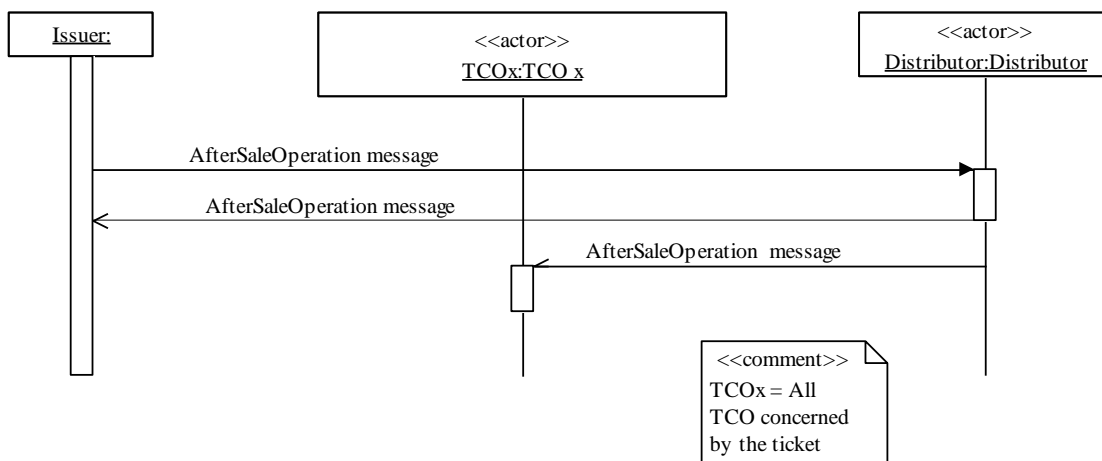 Issuer:
<<actor>>
TCOx:TCO x
<<actor>>
Distributor:Distributor
AfterSaleOperation message
AfterSaleOperation message
AfterSaleOperation message
<<comment>>
TCOx = All
TCO concerned
by the ticket